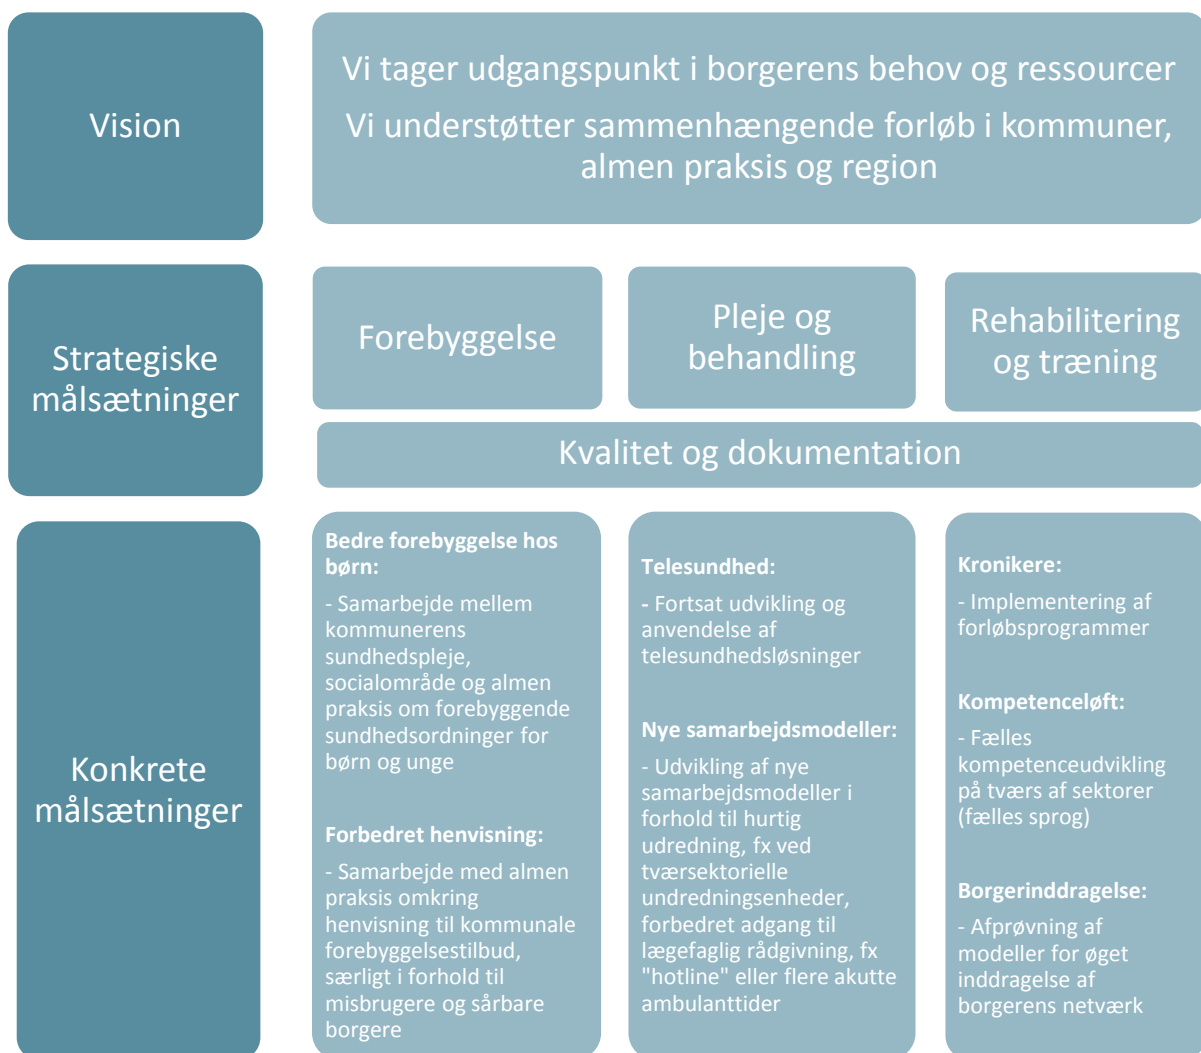 Vision
Vi tager udgangspunkt i borgerens behov og ressourcer
Vi understøtter sammenhængende forløb i kommuner,
almen praksis og region
Strategiske
målsætninger
Forebyggelse
Pleje og
behandling
Rehabilitering
og træning
Kvalitet og dokumentation
Konkrete
målsætninger
Bedre forebyggelse hos
børn:
- Samarbejde mellem
kommunerens
sundhedspleje,
socialområde og almen
praksis om forebyggende
sundhedsordninger for
børn og unge
Forbedret henvisning:
- Samarbejde med almen
praksis omkring
henvisning til kommunale
forebyggelsestilbud,
særligt i forhold til
misbrugere og sårbare
borgere
Telesundhed:
- Fortsat udvikling og
anvendelse af
telesundhedsløsninger
Nye samarbejdsmodeller:
- Udvikling af nye
samarbejdsmodeller i
forhold til hurtig
udredning, fx ved
tværsektorielle
undredningsenheder,
forbedret adgang til
lægefaglig rådgivning, fx
"hotline" eller flere akutte
ambulanttider
Kronikere:
- Implementering af
forløbsprogrammer
Kompetenceløft:
- Fælles
kompetenceudvikling
på tværs af sektorer
(fælles sprog)
Borgerinddragelse:
- Afprøvning af
modeller for øget
inddragelse af
borgerens netværk